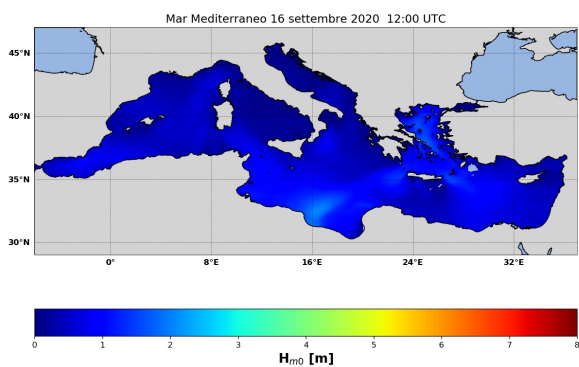 Mar Mediterraneo 16 settembre 2020  12:00 UTC
45°N
40°N
35°N
30°N
0° 8°E 16°E 24°E 32°E
0 1 2 3 4 5 6 7 8
Hm0 [m]